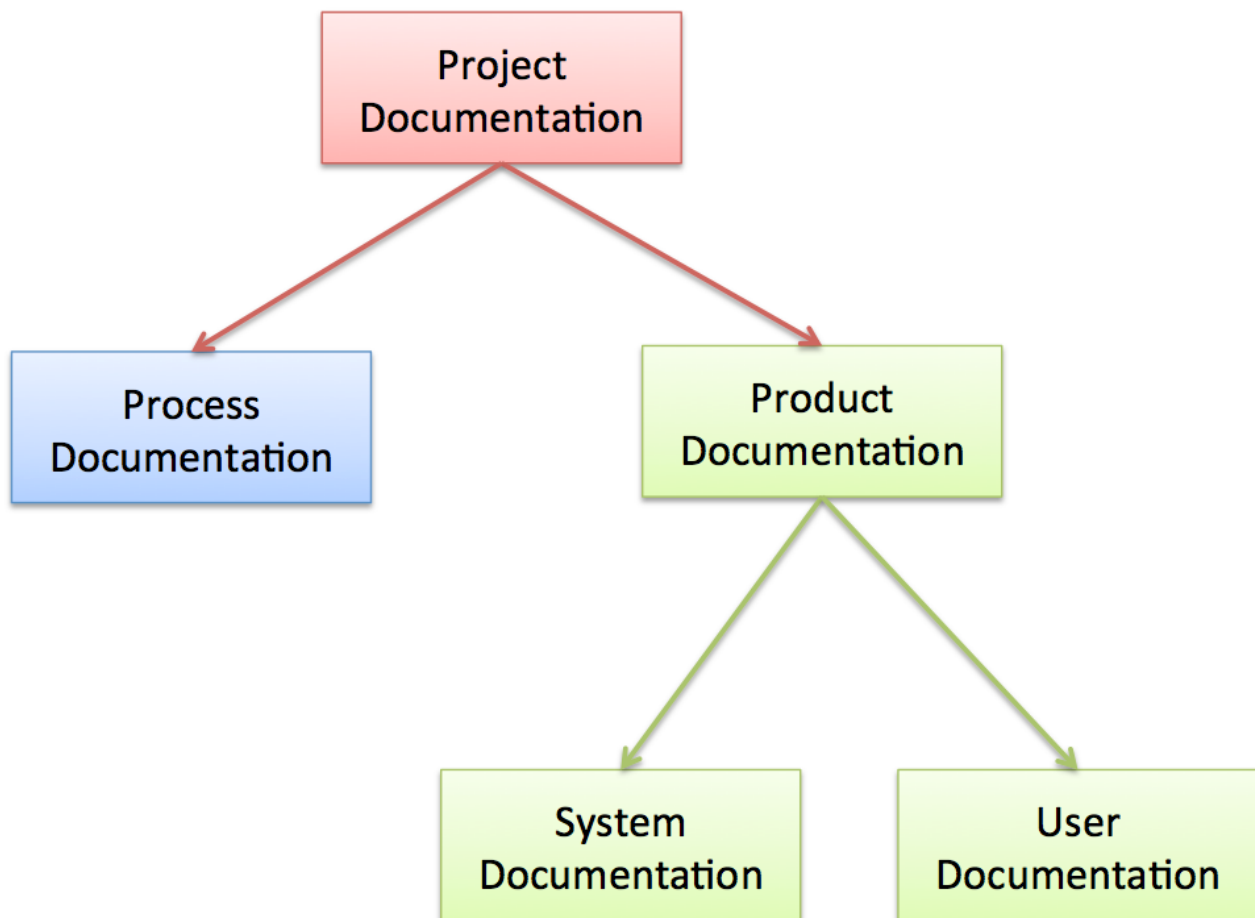 Project
Documentation
Process
Documentation
Product
Documentation
System
Documentation
User
Documentation